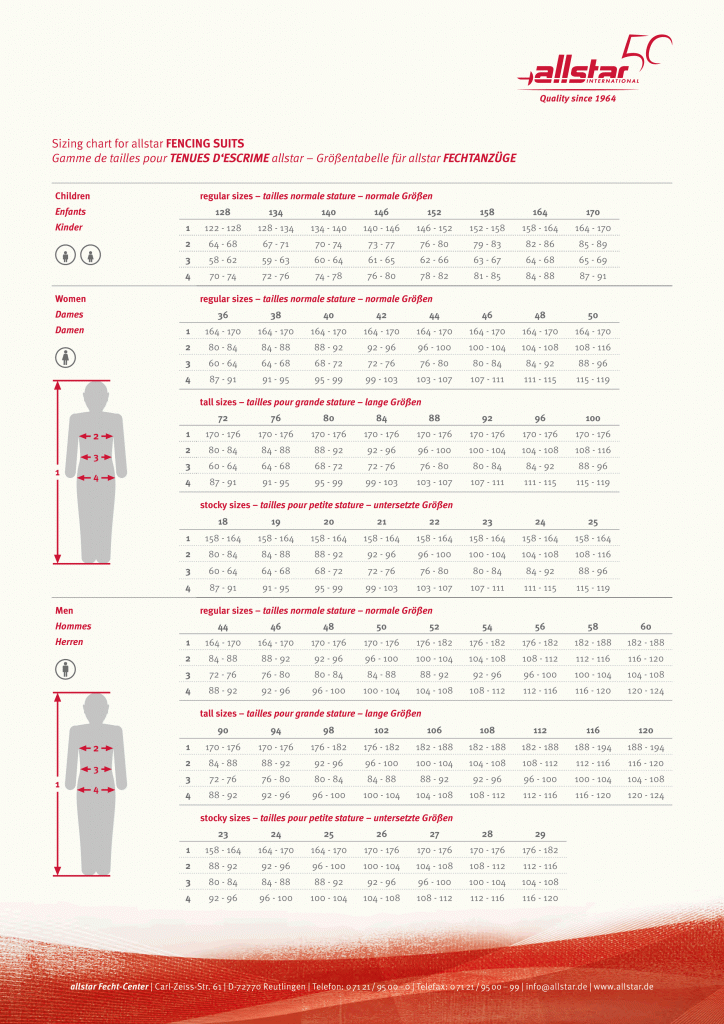 50
allstar
INTERNATIONAL
Quality since 1964
Sizing chart for allstar FENCING SUITS
Gamme de tailles pour TENUES D'ESCRIME allstar – Größentabelle für allstar FECHTANZÜGE
Children
Enfants
Kinder
regular sizes – tailles normale stature – normale Größen
128 134 140 146 152 158 164 170
1 122 - 128 128 - 134 134 - 140 140 - 146 146 - 152 152 - 158 158 - 164 164 - 170
2 64 - 68 67 - 71 70 - 74 73 - 77 76 - 80 79 - 83 82 - 86 85 - 89
3 58 - 62 59 - 63 60 - 64 61 - 65 62 - 66 63 - 67 64 - 68 65 - 69
4 70 - 74 72 - 76 74 - 78 76 - 80 78 - 82 81 - 85 84 - 88 87 - 91
Women
Dames
Damen
regular sizes – tailles normale stature – normale Größen
36 38 40 42 44 46 48 50
1 164 - 170 164 - 170 164 - 170 164 - 170 164 - 170 164 - 170 164 - 170 164 - 170
2 80 - 84 84 - 88 88 - 92 92 - 96 96 - 100 100 - 104 104 - 108 108 - 116
3 60 - 64 64 - 68 68 - 72 72 - 76 76 - 80 80 - 84 84 - 92 88 - 96
4 87 - 91 91 - 95 95 - 99 99 - 103 103 - 107 107 - 111 111 - 115 115 - 119
tall sizes – tailles pour grande stature – lange Größen
72 76 80 84 88 92 96 100
1 170 - 176 170 - 176 170 - 176 170 - 176 170 - 176 170 - 176 170 - 176 170 - 176
2 80 - 84 84 - 88 88 - 92 92 - 96 96 - 100 100 - 104 104 - 108 108 - 116
3 60 - 64 64 - 68 68 - 72 72 - 76 76 - 80 80 - 84 84 - 92 88 - 96
4 87 - 91 91 - 95 95 - 99 99 - 103 103 - 107 107 - 111 111 - 115 115 - 119
stocky sizes – tailles pour petite stature – untersetzte Größen
18 19 20 21 22 23 24 25
1 158 - 164 158 - 164 158 - 164 158 - 164 158 - 164 158 - 164 158 - 164 158 - 164
2 80 - 84 84 - 88 88 - 92 92 - 96 96 - 100 100 - 104 104 - 108 108 - 116
3 60 - 64 64 - 68 68 - 72 72 - 76 76 - 80 80 - 84 84 - 92 88 - 96
4 87 - 91 91 - 95 95 - 99 99 - 103 103 - 107 107 - 111 111 - 115 115 - 119
2
3
1
4
Men
Hommes
Herren
regular sizes – tailles normale stature – normale Größen
44 46 48 50 52 54 56 58 60
1 164 - 170 164 - 170 170 - 176 170 - 176 176 - 182 176 - 182 176 - 182 182 - 188 182 - 188
2 84 - 88 88 - 92 92 - 96 96 - 100 100 - 104 104 - 108 108 - 112 112 - 116 116 - 120
3 72 - 76 76 - 80 80 - 84 84 - 88 88 - 92 92 - 96 96 - 100 100 - 104 104 - 108
4 88 - 92 92 - 96 96 - 100 100 - 104 104 - 108 108 - 112 112 - 116 116 - 120 120 - 124
tall sizes – tailles pour grande stature – lange Größen
90 94 98 102 106 108 112 116 120
1 170 - 176 170 - 176 176 - 182 176 - 182 182 - 188 182 - 188 182 - 188 188 - 194 188 - 194
2 84 - 88 88 - 92 92 - 96 96 - 100 100 - 104 104 - 108 108 - 112 112 - 116 116 - 120
3 72 - 76 76 - 80 80 - 84 84 - 88 88 - 92 92 - 96 96 - 100 100 - 104 104 - 108
4 88 - 92 92 - 96 96 - 100 100 - 104 104 - 108 108 - 112 112 - 116 116 - 120 120 - 124
stocky sizes – tailles pour petite stature – untersetzte Größen
23 24 25 26 27 28 29
1 158 - 164 164 - 170 164 - 170 170 - 176 170 - 176 170 - 176 176 - 182
2 88 - 92 92 - 96 96 - 100 100 - 104 104 - 108 108 - 112 112 - 116
3 80 - 84 84 - 88 88 - 92 92 - 96 96 - 100 100 - 104 104 - 108
4 92 - 96 96 - 100 100 - 104 104 - 108 108 - 112 112 - 116 116 - 120
2
3
1
4
allstar Fecht-Center | Carl-Zeiss-Str. 61 | D-72770 Reutlingen | Telefon: 0 71 21 / 95 00 - 0 | Telefax: 0 71 21 / 95 00 – 99 | info@allstar.de | www.allstar.de